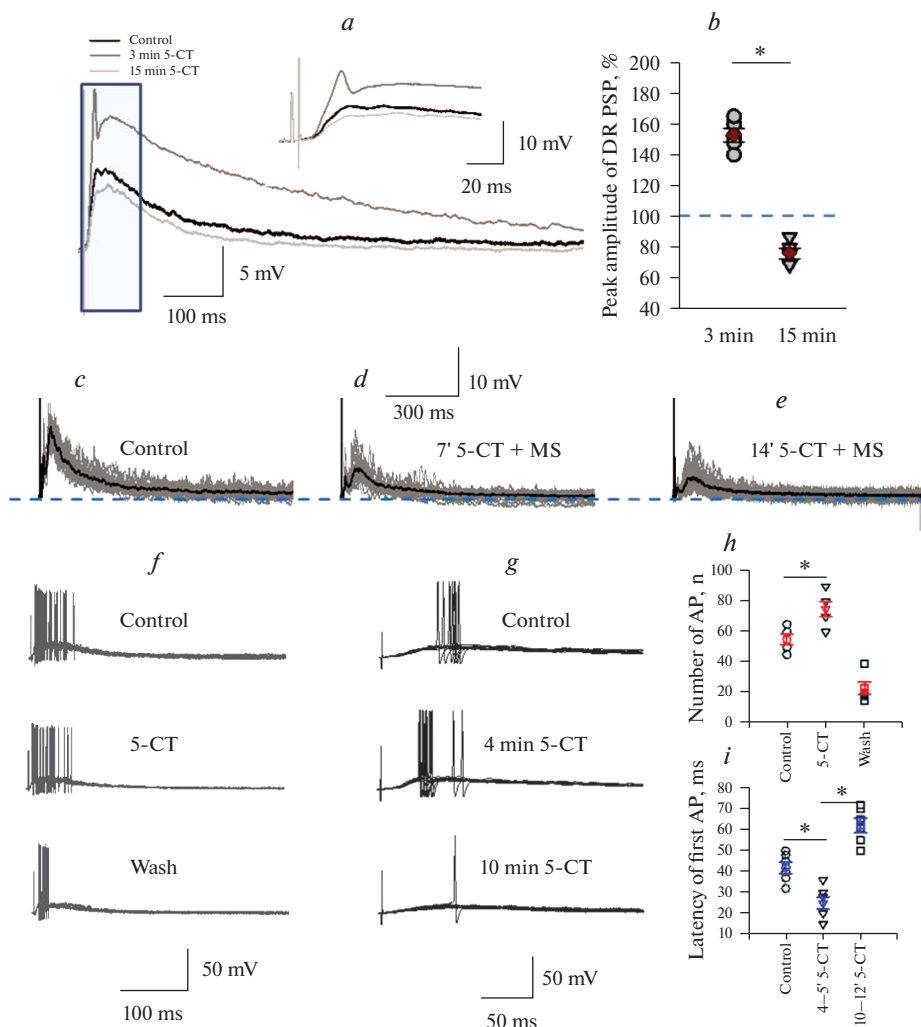 a
Control
3 min 5-CT
15 min 5-CT
10 mV
20 ms
5 mV
100 ms
b
*
Peak amplitude of DR PSP, %
200
180
160
140
120
100
80
60
40
3 min 15 min
10 mV
300 ms
c
Control
d
7' 5-CT + MS
e
14' 5-CT + MS
f
Control
5-CT
Wash
50 mV
100 ms
g
Control
4 min 5-CT
10 min 5-CT
50 mV
50 ms
h
*
Number of AP, n
100
80
60
40
20
0
Control
5-CT
Wash
i
* *
Latency of first AP, ms
80
70
60
50
40
30
20
10
Control
4–5' 5-CT
10–12' 5-CT